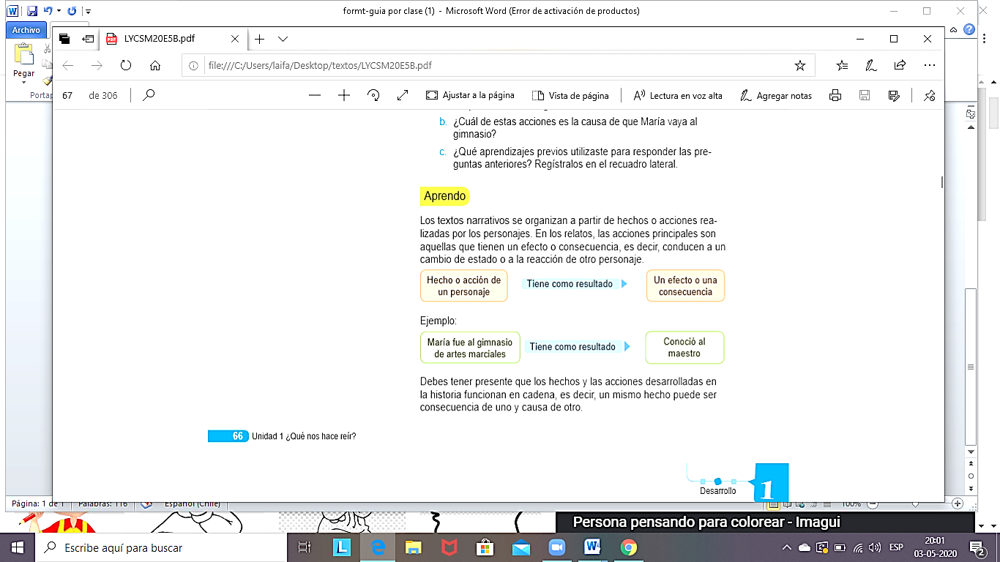 formt-guia por clase (1) - Microsoft Word (Error de activación de productos)
Archivo
Pegar
LYCSM20E5B.pdf
file:///C:/Users/laifa/Desktop/textos/LYCSM20E5B.pdf
67 de 306
Ajustar a la página
Vista de página
Lectura en voz alta
Agregar notas
b. ¿Cuál de estas acciones es la causa de que María vaya al
gimnasio?
c. ¿Qué aprendizajes previos utilizaste para responder las pre-
guntas anteriores? Regístralos en el recuadro lateral.
Aprendo
Los textos narrativos se organizan a partir de hechos o acciones rea-
lizadas por los personajes. En los relatos, las acciones principales son
aquellas que tienen un efecto o consecuencia, es decir, conducen a un
cambio de estado o a la reacción de otro personaje.
Hecho o acción de
un personaje
Tiene como resultado
Un efecto o una
consecuencia
Ejemplo:
María fue al gimnasio
de artes marciales
Tiene como resultado
Conoció al
maestro
Debes tener presente que los hechos y las acciones desarrolladas en
la historia funcionan en cadena, es decir, un mismo hecho puede ser
consecuencia de uno y causa de otro.
66 Unidad 1 ¿Qué nos hace reír?
Desarrollo
1
Página: 1 de 1
Palabras: 116
Español (Chile)
100%
Persona pensando para colorear - Imagui
Escribe aquí para buscar
ESP
20:01
03-05-2020
2